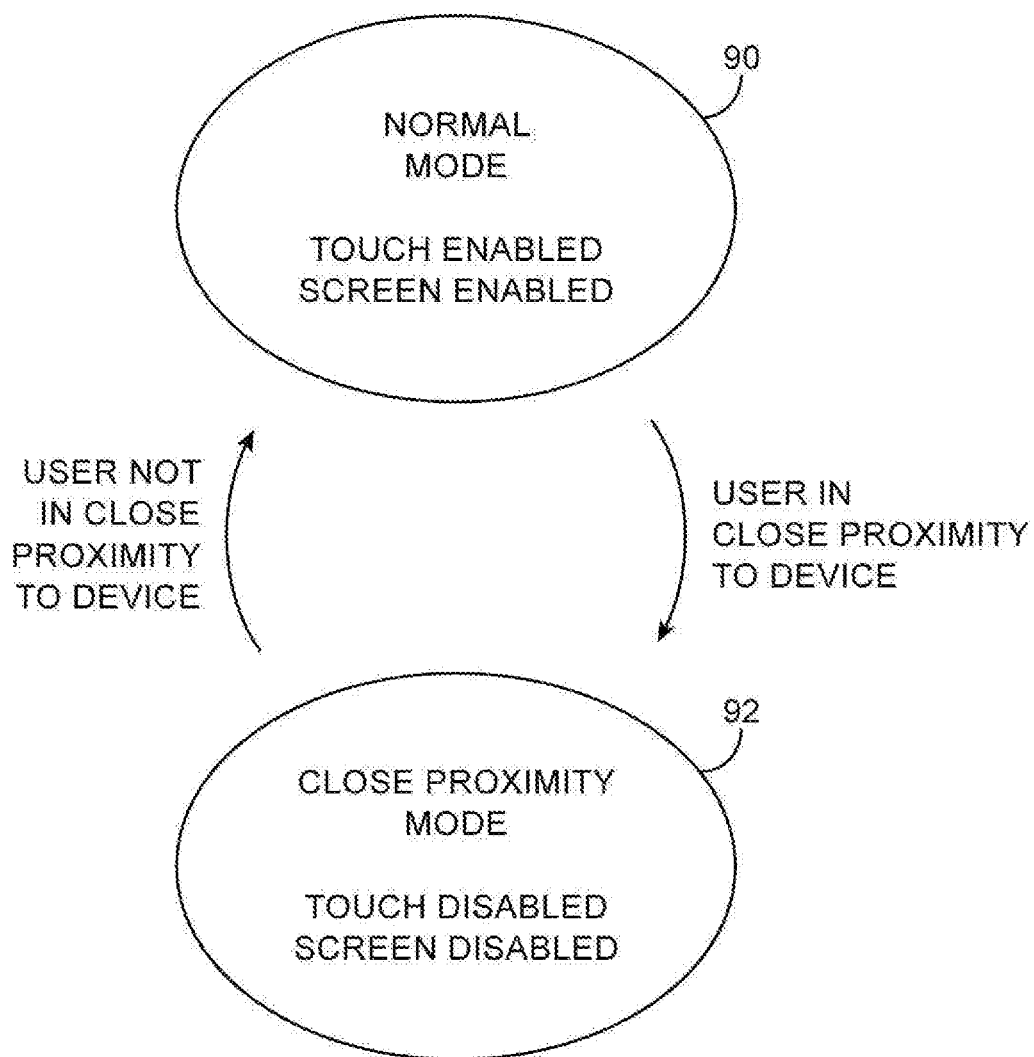 90
NORMAL
MODE
TOUCH ENABLED
SCREEN ENABLED
USER NOT
IN CLOSE
PROXIMITY
TO DEVICE
USER IN
CLOSE PROXIMITY
TO DEVICE
92
CLOSE PROXIMITY
MODE
TOUCH DISABLED
SCREEN DISABLED